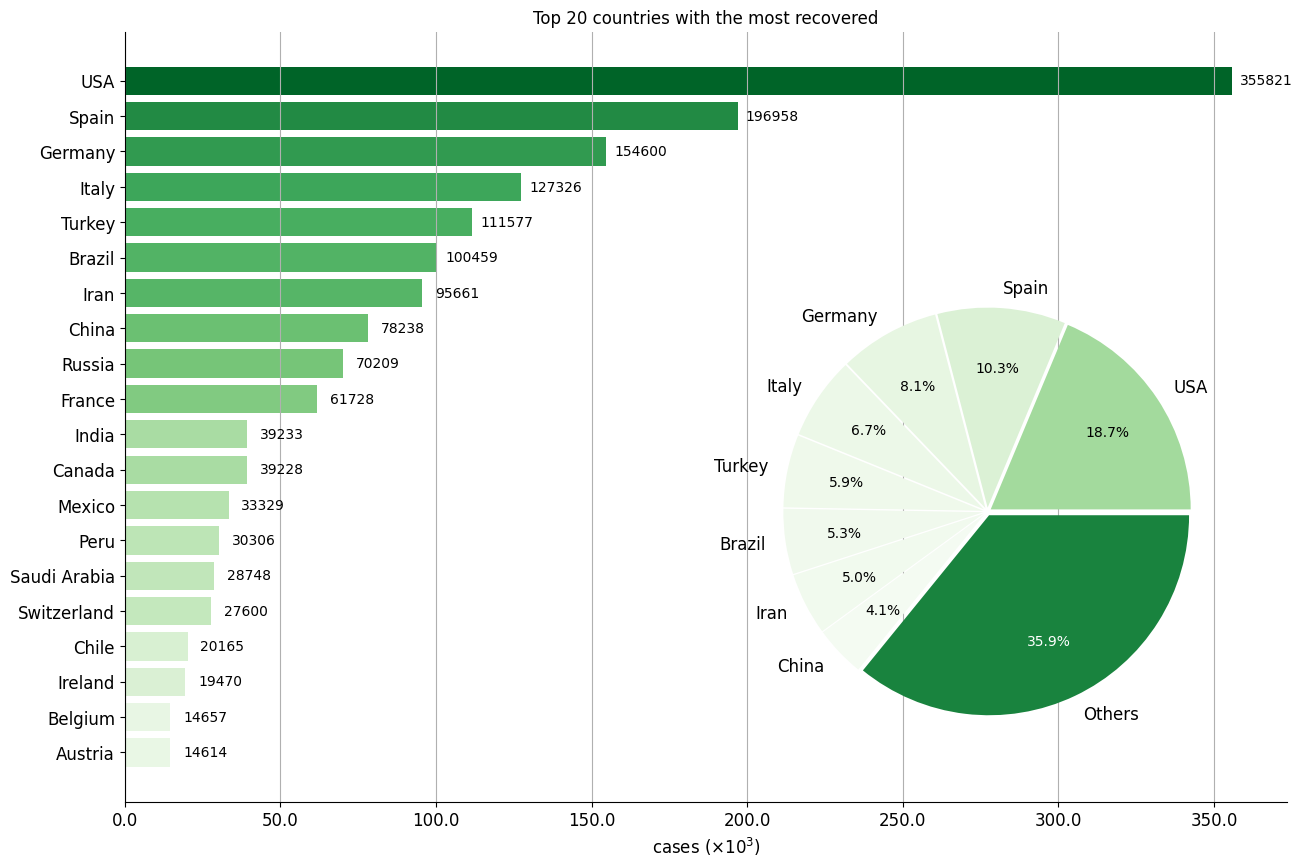 Top 20 countries with the most recovered
USA 355821
Spain 196958
Germany 154600
Italy 127326
Turkey 111577
Brazil 100459
Iran 95661
China 78238
Russia 70209
France 61728
India 39233
Canada 39228
Mexico 33329
Peru 30306
Saudi Arabia 28748
Switzerland 27600
Chile 20165
Ireland 19470
Belgium 14657
Austria 14614
0.0 50.0 100.0 150.0 200.0 250.0 300.0 350.0
cases (×10³)
Spain
10.3%
Germany
8.1%
Italy
6.7%
Turkey
5.9%
Brazil
5.3%
Iran
5.0%
China
4.1%
USA
18.7%
Others
35.9%